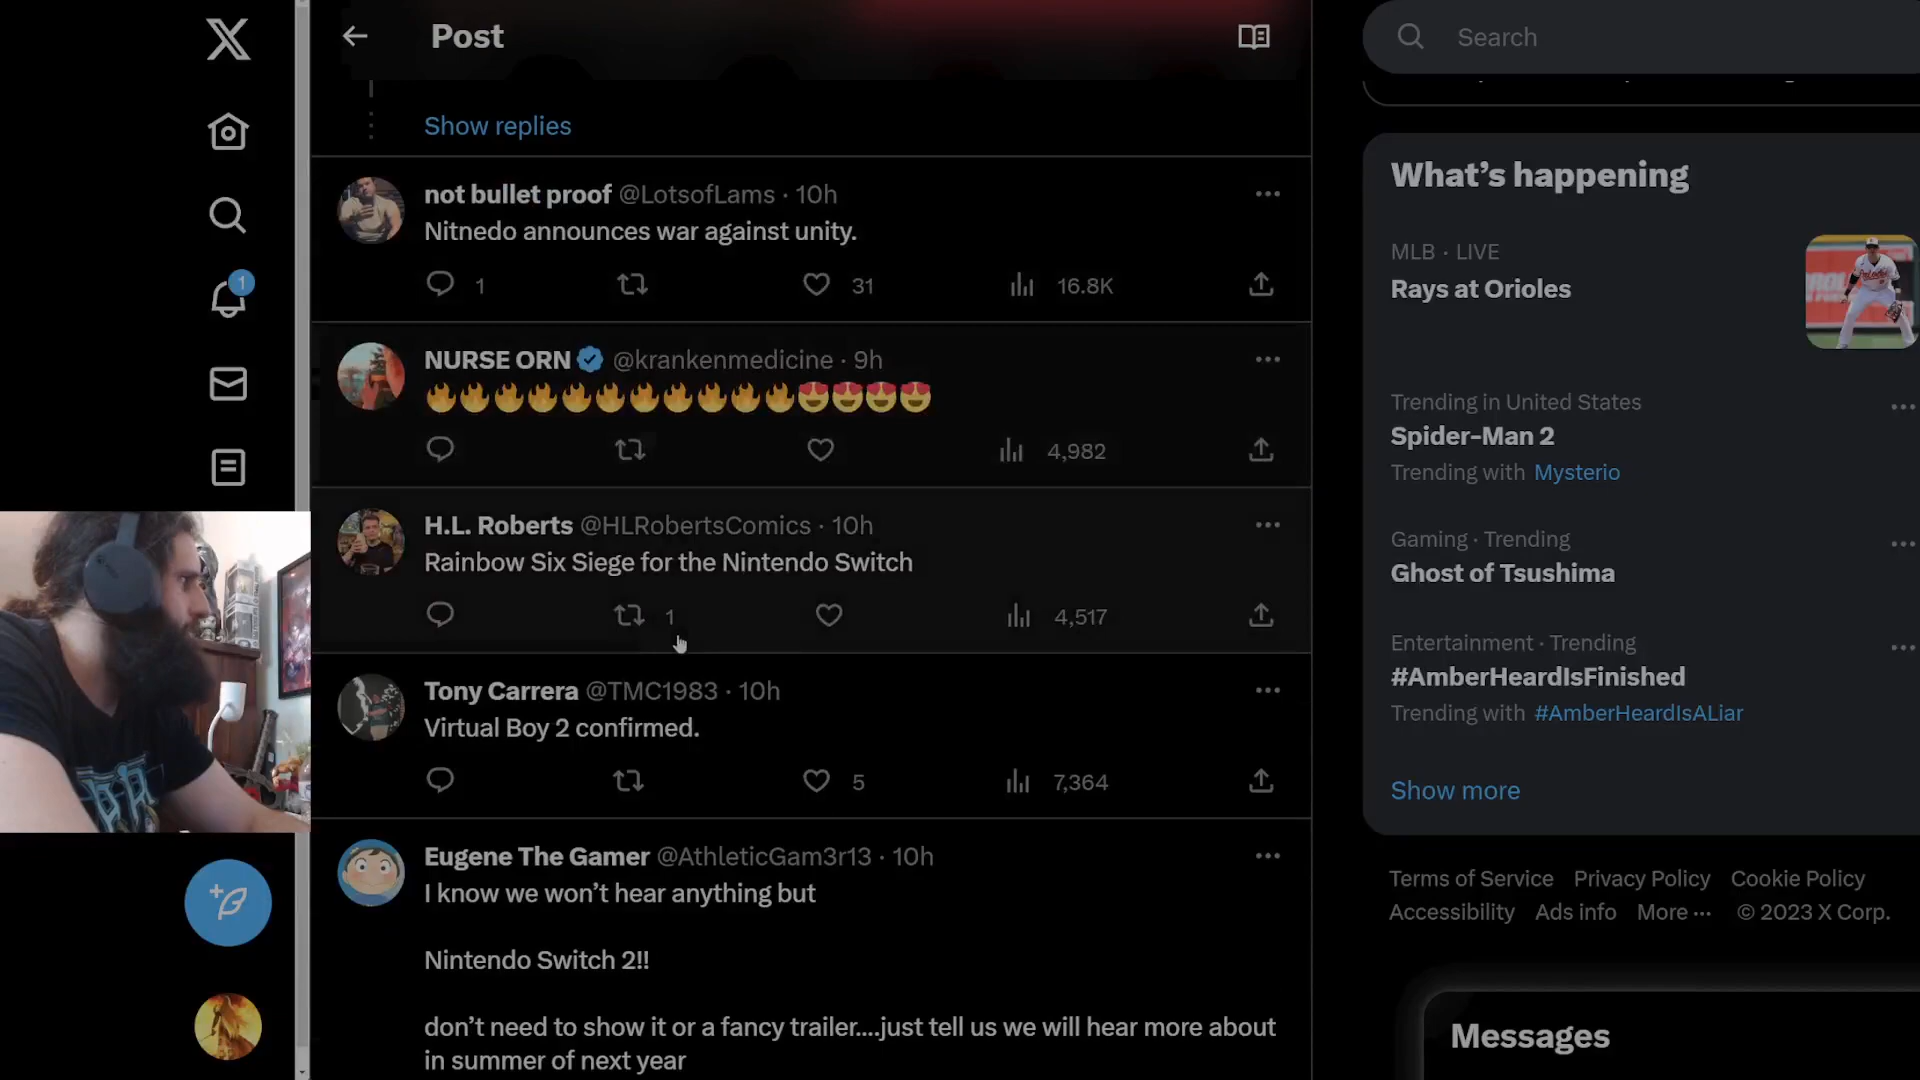 Post
Search
Show replies
not bullet proof @LotsofLams · 10h
Nitnedo announces war against unity.
1
31
16.8K
NURSE ORN @krankenmedicine · 9h
🔥🔥🔥🔥🔥🔥🔥🔥🔥🔥🔥😍😍😍😍
4,982
H.L. Roberts @HLRobertsComics · 10h
Rainbow Six Siege for the Nintendo Switch
1
4,517
Tony Carrera @TMC1983 · 10h
Virtual Boy 2 confirmed.
5
7,364
Eugene The Gamer @AthleticGam3r13 · 10h
I know we won't hear anything but
Nintendo Switch 2!!
don't need to show it or a fancy trailer....just tell us we will hear more about
in summer of next year
1
What's happening
MLB · LIVE
Rays at Orioles
Trending in United States
Spider-Man 2
Trending with Mysterio
Gaming · Trending
Ghost of Tsushima
Entertainment · Trending
#AmberHeardIsFinished
Trending with #AmberHeardIsALiar
Show more
Terms of Service Privacy Policy Cookie Policy
Accessibility Ads info More ··· © 2023 X Corp.
Messages